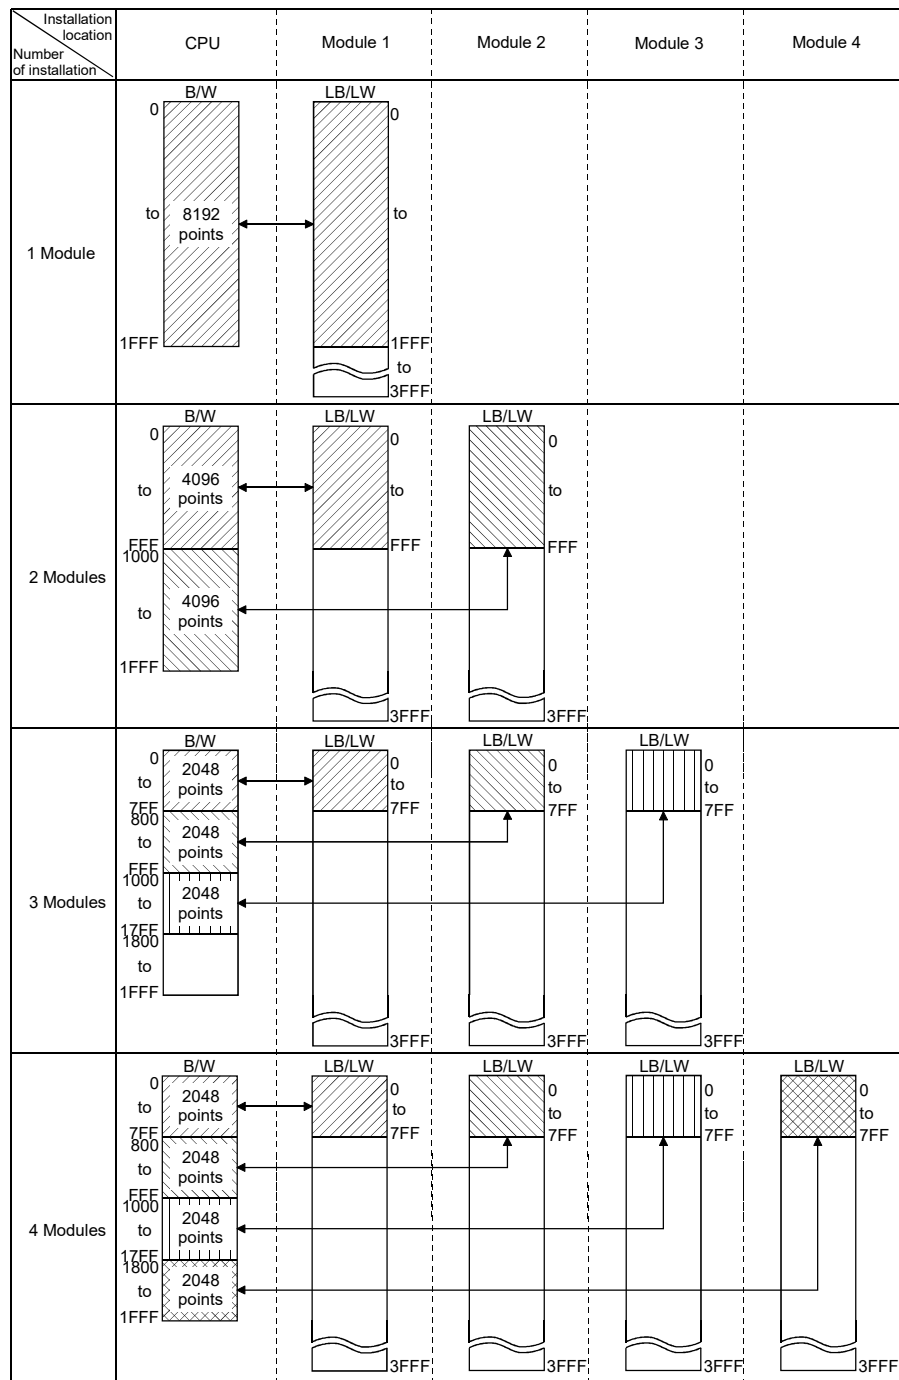 Installation
location
Number
of installation
CPU
Module 1
Module 2
Module 3
Module 4
1 Module
B/W
LB/LW
0
0
to
8192
points
to
1FFF
1FFF
to
3FFF
2 Modules
B/W
LB/LW
LB/LW
0
0
0
to
4096
points
to
to
FFF
FFF
FFF
1000
to
4096
points
1FFF
3FFF
3FFF
3 Modules
B/W
LB/LW
LB/LW
LB/LW
0
0
0
0
to
2048
points
to
to
to
7FF
7FF
7FF
7FF
800
to
2048
points
FFF
1000
to
2048
points
17FF
1800
to
1FFF
3FFF
3FFF
3FFF
4 Modules
B/W
LB/LW
LB/LW
LB/LW
LB/LW
0
0
0
0
0
to
2048
points
to
to
to
to
7FF
7FF
7FF
7FF
7FF
800
to
2048
points
FFF
1000
to
2048
points
17FF
1800
to
2048
points
1FFF
3FFF
3FFF
3FFF
3FFF